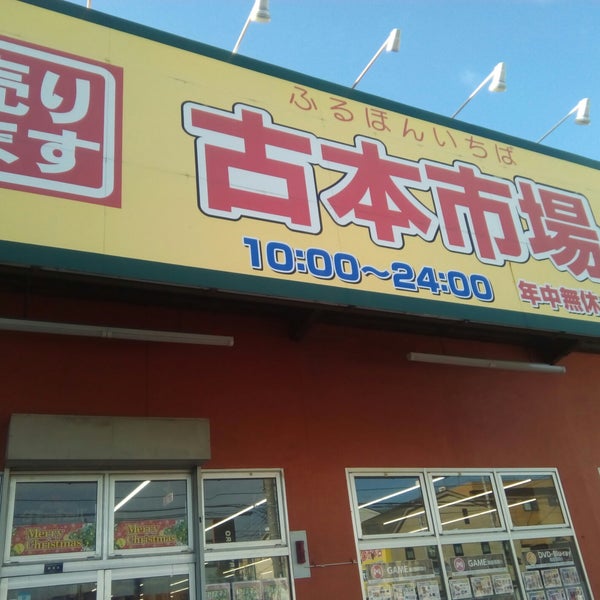 売り
ます
ふるほんいちば
古本市場
10:00～24:00
年中無休
Merry
Christmas
Merry
Christmas
GAME
GAME
DVD・Blu-ray